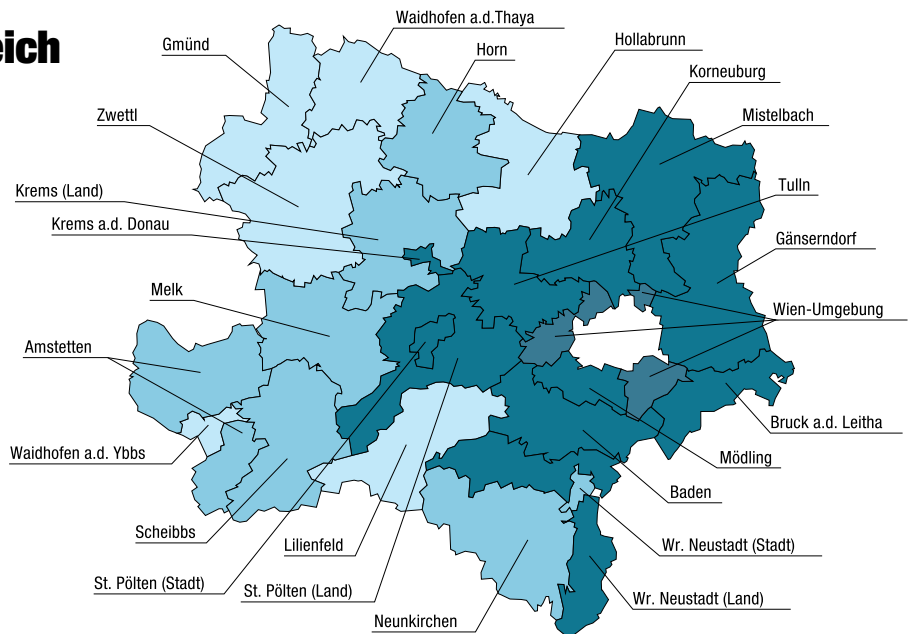 eich
Waidhofen a.d.Thaya
Gmünd
Horn
Hollabrunn
Korneuburg
Zwettl
Mistelbach
Krems (Land)
Tulln
Krems a.d. Donau
Gänserndorf
Melk
Wien-Umgebung
Amstetten
Bruck a.d. Leitha
Waidhofen a.d. Ybbs
Mödling
Baden
Scheibbs
Lilienfeld
Wr. Neustadt (Stadt)
St. Pölten (Stadt)
St. Pölten (Land)
Wr. Neustadt (Land)
Neunkirchen